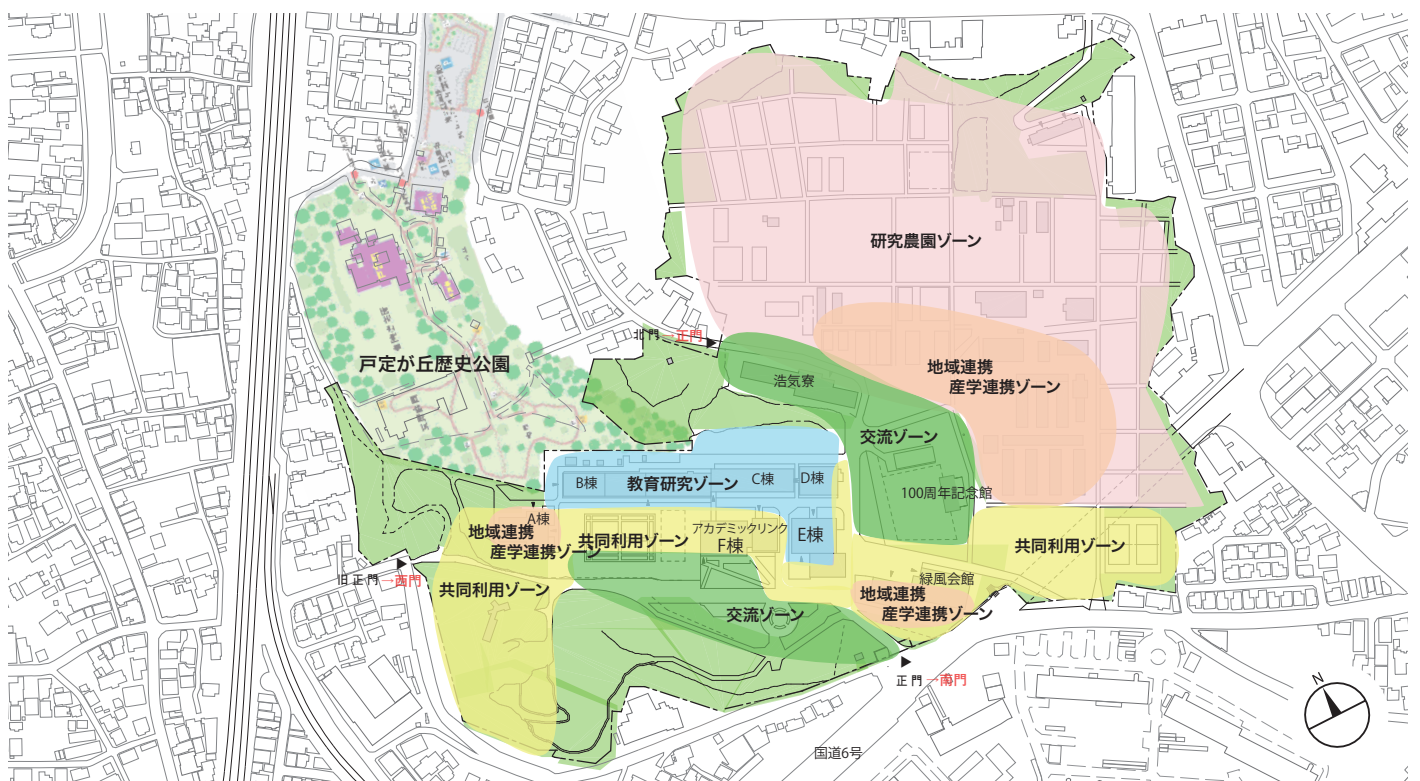 研究農園ゾーン
北門→正門
戸定が丘歴史公園
浩気寮
地域連携
産学連携ゾーン
交流ゾーン
B棟
教育研究ゾーン
C棟
D棟
100周年記念館
A棟
地域連携
産学連携ゾーン
共同利用ゾーン
アカデミックリンク
F棟
E棟
共同利用ゾーン
旧正門→西門
共同利用ゾーン
緑風会館
地域連携
産学連携ゾーン
交流ゾーン
正門→南門
国道6号
N